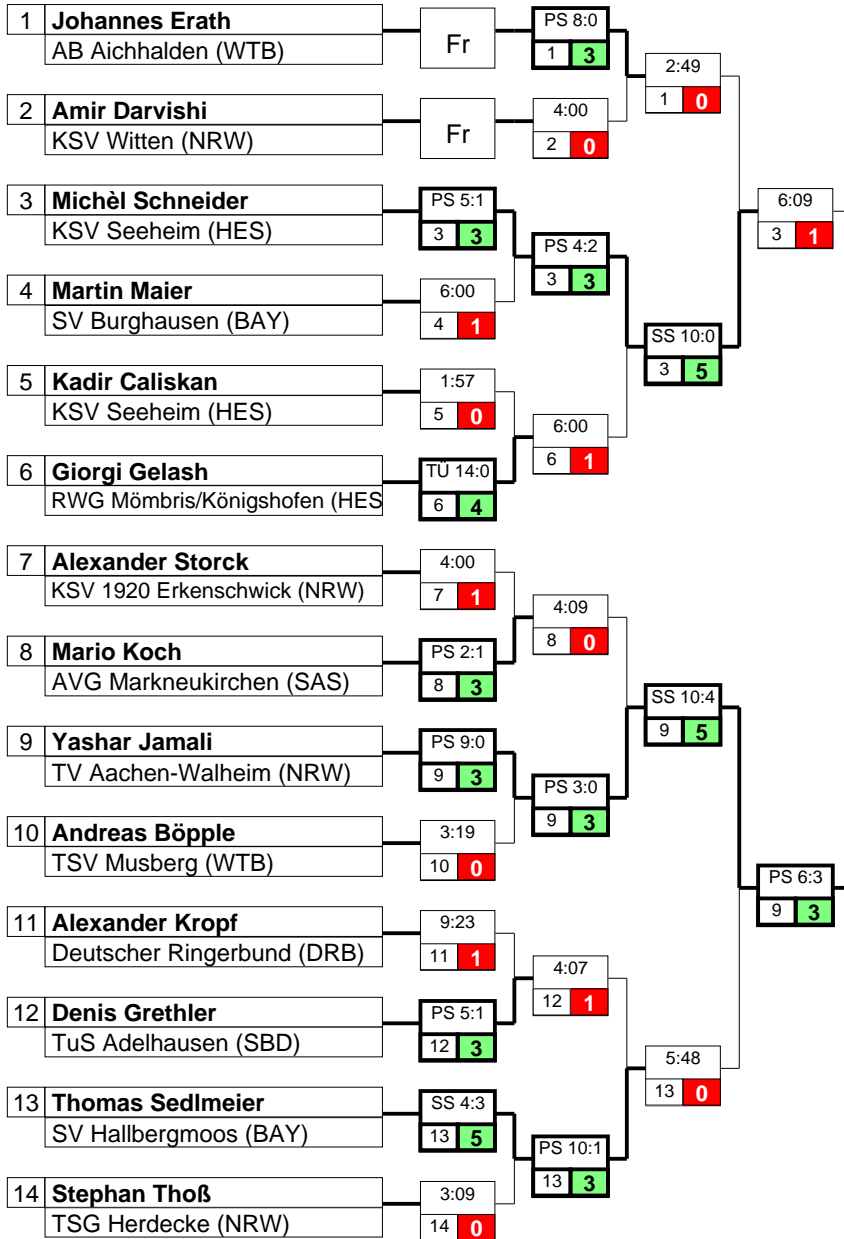 1 Johannes Erath
AB Aichhalden (WTB)
Fr
PS 8:0
1 3
2:49
1 0
2 Amir Darvishi
KSV Witten (NRW)
Fr
4:00
2 0
3 Michèl Schneider
KSV Seeheim (HES)
PS 5:1
3 3
PS 4:2
3 3
6:09
3 1
4 Martin Maier
SV Burghausen (BAY)
6:00
4 1
SS 10:0
3 5
5 Kadir Caliskan
KSV Seeheim (HES)
1:57
5 0
6:00
6 1
6 Giorgi Gelash
RWG Mömbris/Königshofen (HES
TÜ 14:0
6 4
7 Alexander Storck
KSV 1920 Erkenschwick (NRW)
4:00
7 1
4:09
8 0
8 Mario Koch
AVG Markneukirchen (SAS)
PS 2:1
8 3
SS 10:4
9 5
9 Yashar Jamali
TV Aachen-Walheim (NRW)
PS 9:0
9 3
PS 3:0
9 3
10 Andreas Böpple
TSV Musberg (WTB)
3:19
10 0
PS 6:3
9 3
11 Alexander Kropf
Deutscher Ringerbund (DRB)
9:23
11 1
4:07
12 1
12 Denis Grethler
TuS Adelhausen (SBD)
PS 5:1
12 3
5:48
13 0
13 Thomas Sedlmeier
SV Hallbergmoos (BAY)
SS 4:3
13 5
PS 10:1
13 3
14 Stephan Thoß
TSG Herdecke (NRW)
3:09
14 0